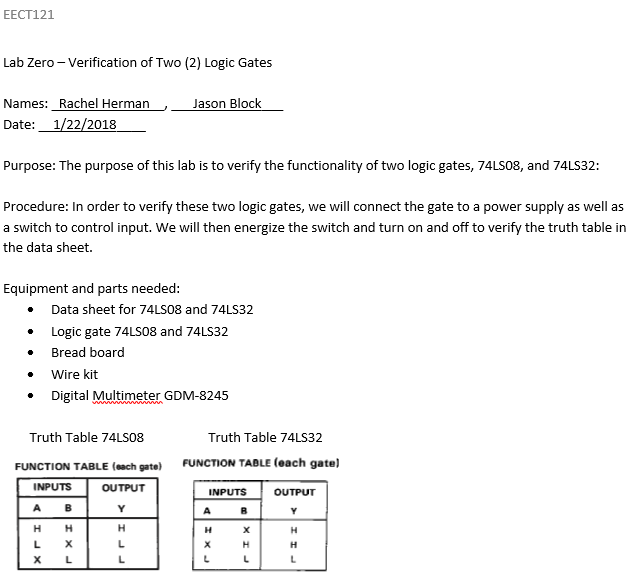 EECT121
Lab Zero – Verification of Two (2) Logic Gates
Names: Rachel Herman , Jason Block
Date: 1/22/2018
Purpose: The purpose of this lab is to verify the functionality of two logic gates, 74LS08, and 74LS32:
Procedure: In order to verify these two logic gates, we will connect the gate to a power supply as well as
a switch to control input. We will then energize the switch and turn on and off to verify the truth table in
the data sheet.
Equipment and parts needed:
• Data sheet for 74LS08 and 74LS32
• Logic gate 74LS08 and 74LS32
• Bread board
• Wire kit
• Digital Multimeter GDM-8245
Truth Table 74LS08 Truth Table 74LS32
FUNCTION TABLE (each gate)
INPUTS OUTPUT
A B Y
H H H
L X L
X L L
FUNCTION TABLE (each gate)
INPUTS OUTPUT
A B Y
H X H
X H H
L L L